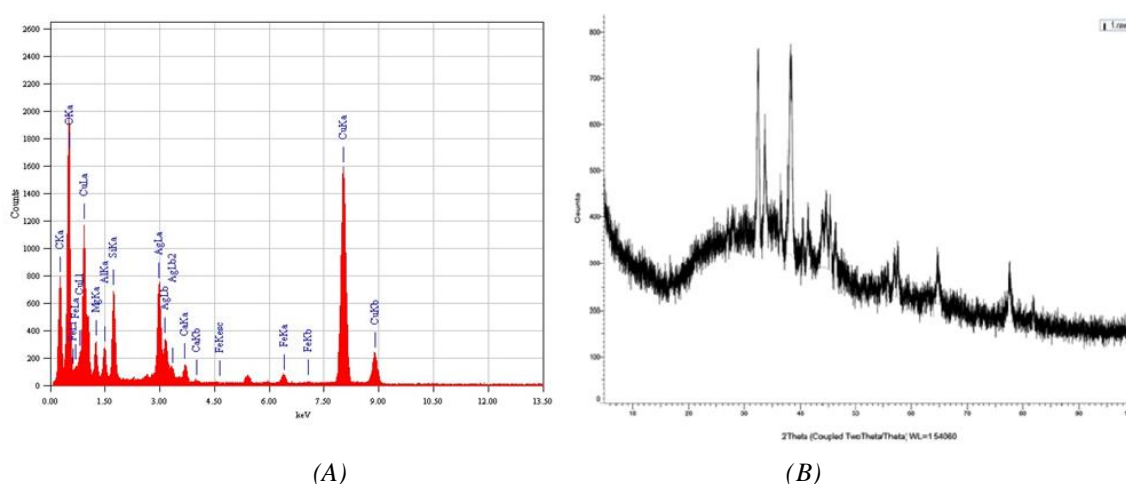 2600
2400
2200
2000
1800
1600
1400
1200
1000
800
600
400
200
0
Counts
CKa
OKa
FeLl
FeLa
CuLl
CuLa
MgKa
AlKa
SiKa
AgLa
AgLb
AgLb2
CaKa
CaKb
FeKesc
FeKa
FeKb
CuKa
CuKb
0.00 1.50 3.00 4.50 6.00 7.50 9.00 10.50 12.00 13.50
keV
(A)
800
700
600
500
400
300
200
100
0
Counts
10 20 30 40 50 60 70 80 90
2Theta (Coupled TwoTheta/Theta) WL=1.54060
(B)